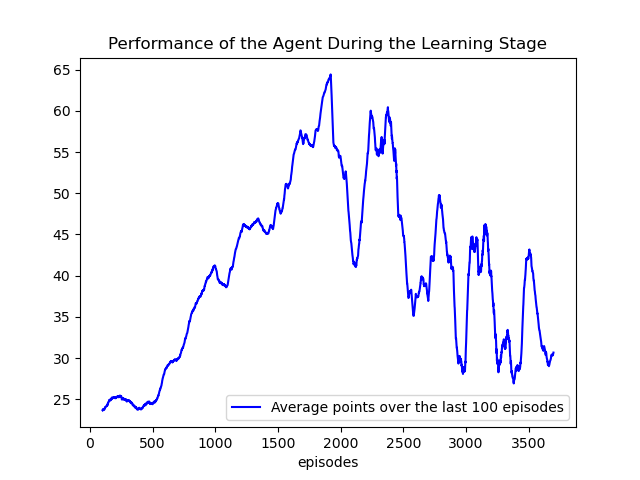 Performance of the Agent During the Learning Stage
65
60
55
50
45
40
35
30
25
Average points over the last 100 episodes
0 500 1000 1500 2000 2500 3000 3500
episodes